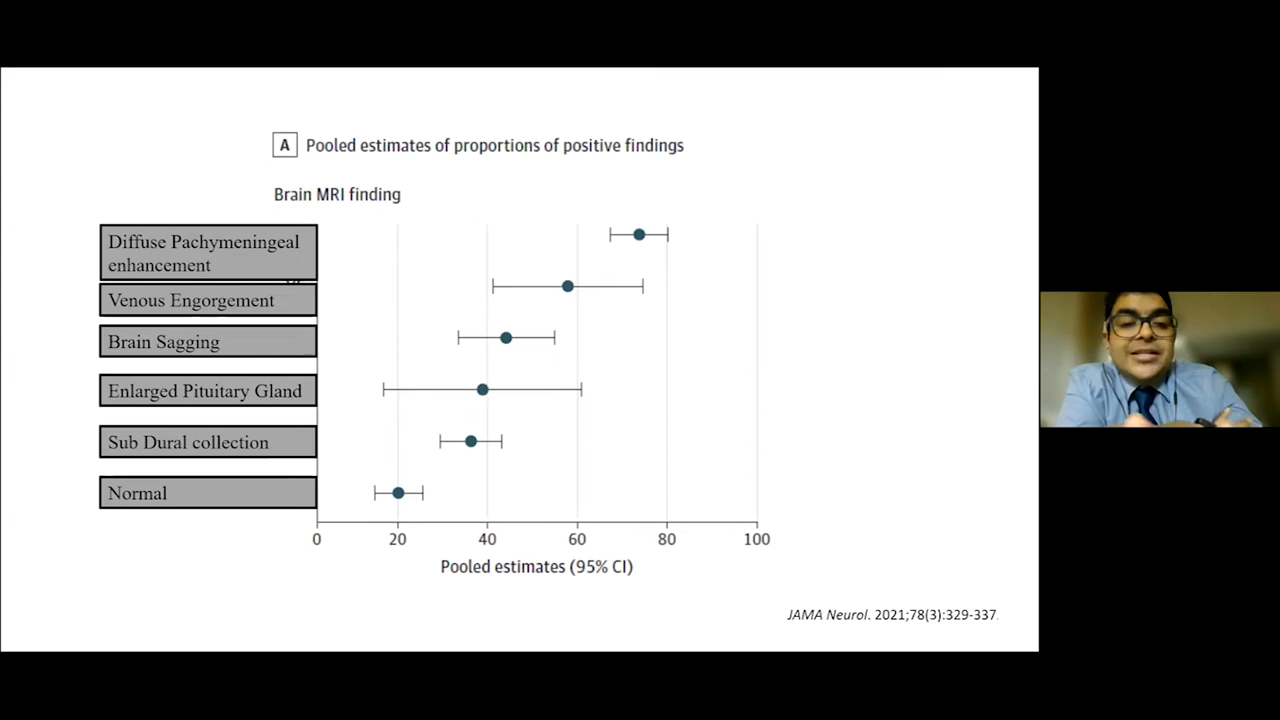 A Pooled estimates of proportions of positive findings
Brain MRI finding
Diffuse Pachymeningeal
enhancement
Venous Engorgement
Brain Sagging
Enlarged Pituitary Gland
Sub Dural collection
Normal
0 20 40 60 80 100
Pooled estimates (95% CI)
JAMA Neurol. 2021;78(3):329-337.